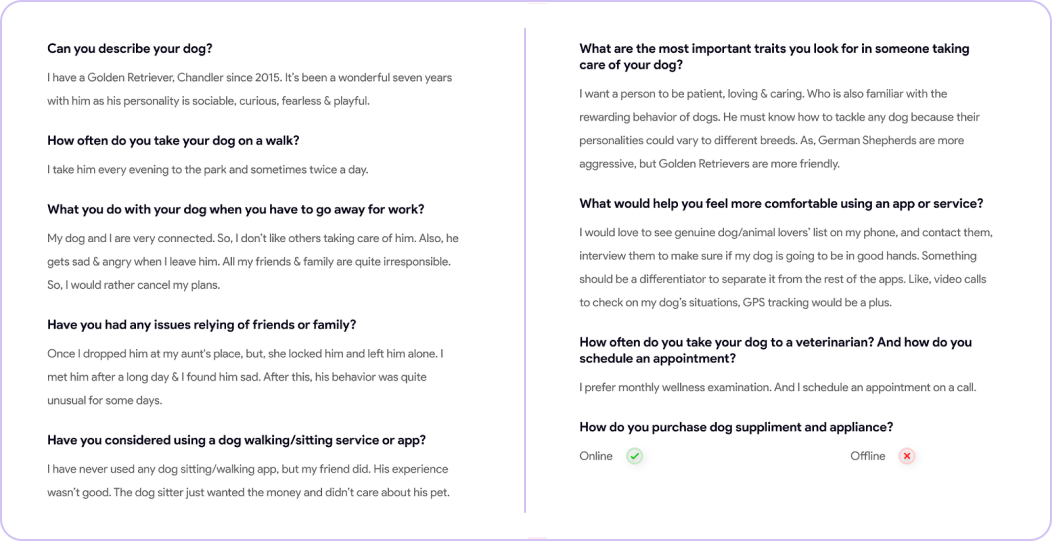 Can you describe your dog?
I have a Golden Retriever, Chandler since 2015. It's been a wonderful seven years
with him as his personality is sociable, curious, fearless & playful.
How often do you take your dog on a walk?
I take him every evening to the park and sometimes twice a day.
What you do with your dog when you have to go away for work?
My dog and I are very connected. So, I don't like others taking care of him. Also, he
gets sad & angry when I leave him. All my friends & family are quite irresponsible.
So, I would rather cancel my plans.
Have you had any issues relying of friends or family?
Once I dropped him at my aunt's place, but, she locked him and left him alone. I
met him after a long day & I found him sad. After this, his behavior was quite
unusual for some days.
Have you considered using a dog walking/sitting service or app?
I have never used any dog sitting/walking app, but my friend did. His experience
wasn't good. The dog sitter just wanted the money and didn't care about his pet.
What are the most important traits you look for in someone taking
care of your dog?
I want a person to be patient, loving & caring. Who is also familiar with the
rewarding behavior of dogs. He must know how to tackle any dog because their
personalities could vary to different breeds. As, German Shepherds are more
aggressive, but Golden Retrievers are more friendly.
What would help you feel more comfortable using an app or service?
I would love to see genuine dog/animal lovers' list on my phone, and contact them,
interview them to make sure if my dog is going to be in good hands. Something
should be a differentiator to separate it from the rest of the apps. Like, video calls
to check on my dog's situations, GPS tracking would be a plus.
How often do you take your dog to a veterinarian? And how do you
schedule an appointment?
I prefer monthly wellness examination. And I schedule an appointment on a call.
How do you purchase dog suppliment and appliance?
Online
Offline